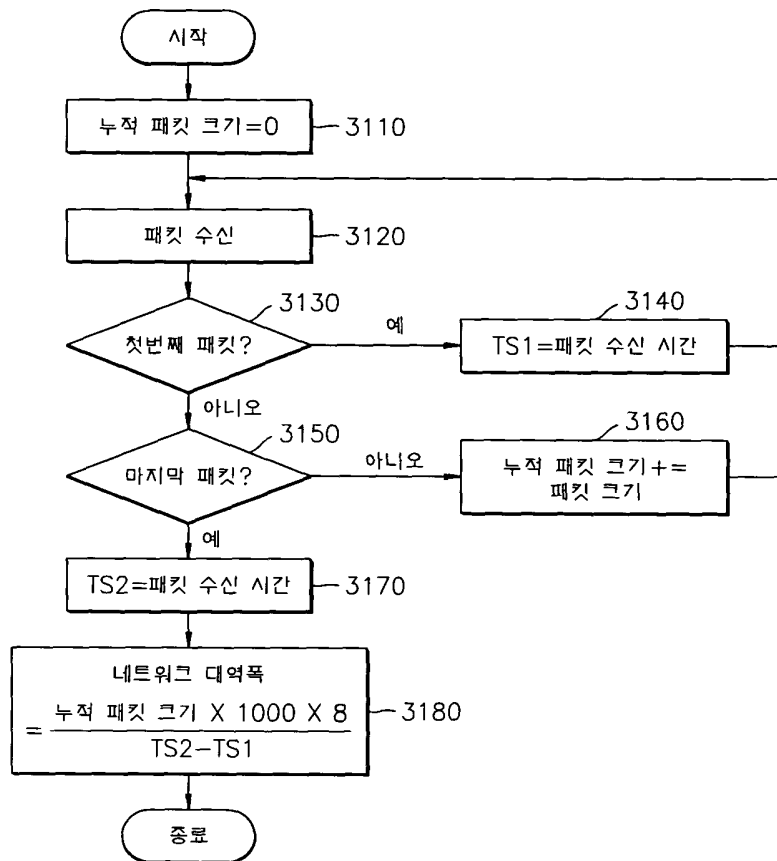 시작
누적 패킷 크기=0
3110
패킷 수신
3120
3130
첫번째 패킷?
예
3140
TS1=패킷 수신 시간
아니오
3150
마지막 패킷?
아니오
3160
누적 패킷 크기+=
패킷 크기
예
TS2=패킷 수신 시간
3170
네트워크 대역폭
= 누적 패킷 크기 X 1000 X 8
TS2-TS1
3180
종료